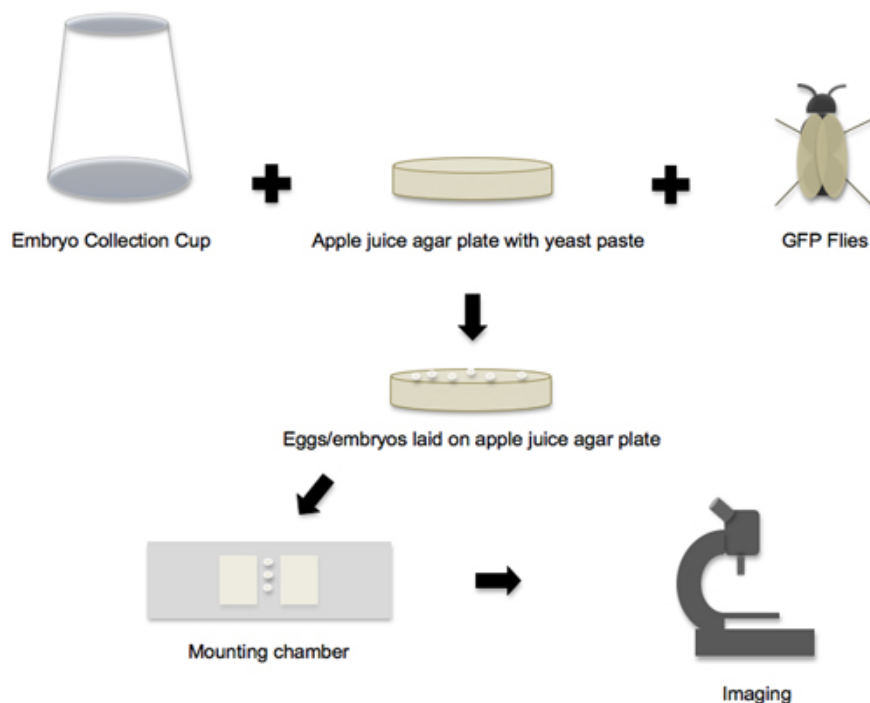 Embryo Collection Cup
Apple juice agar plate with yeast paste
GFP Flies
Eggs/embryos laid on apple juice agar plate
Mounting chamber
Imaging